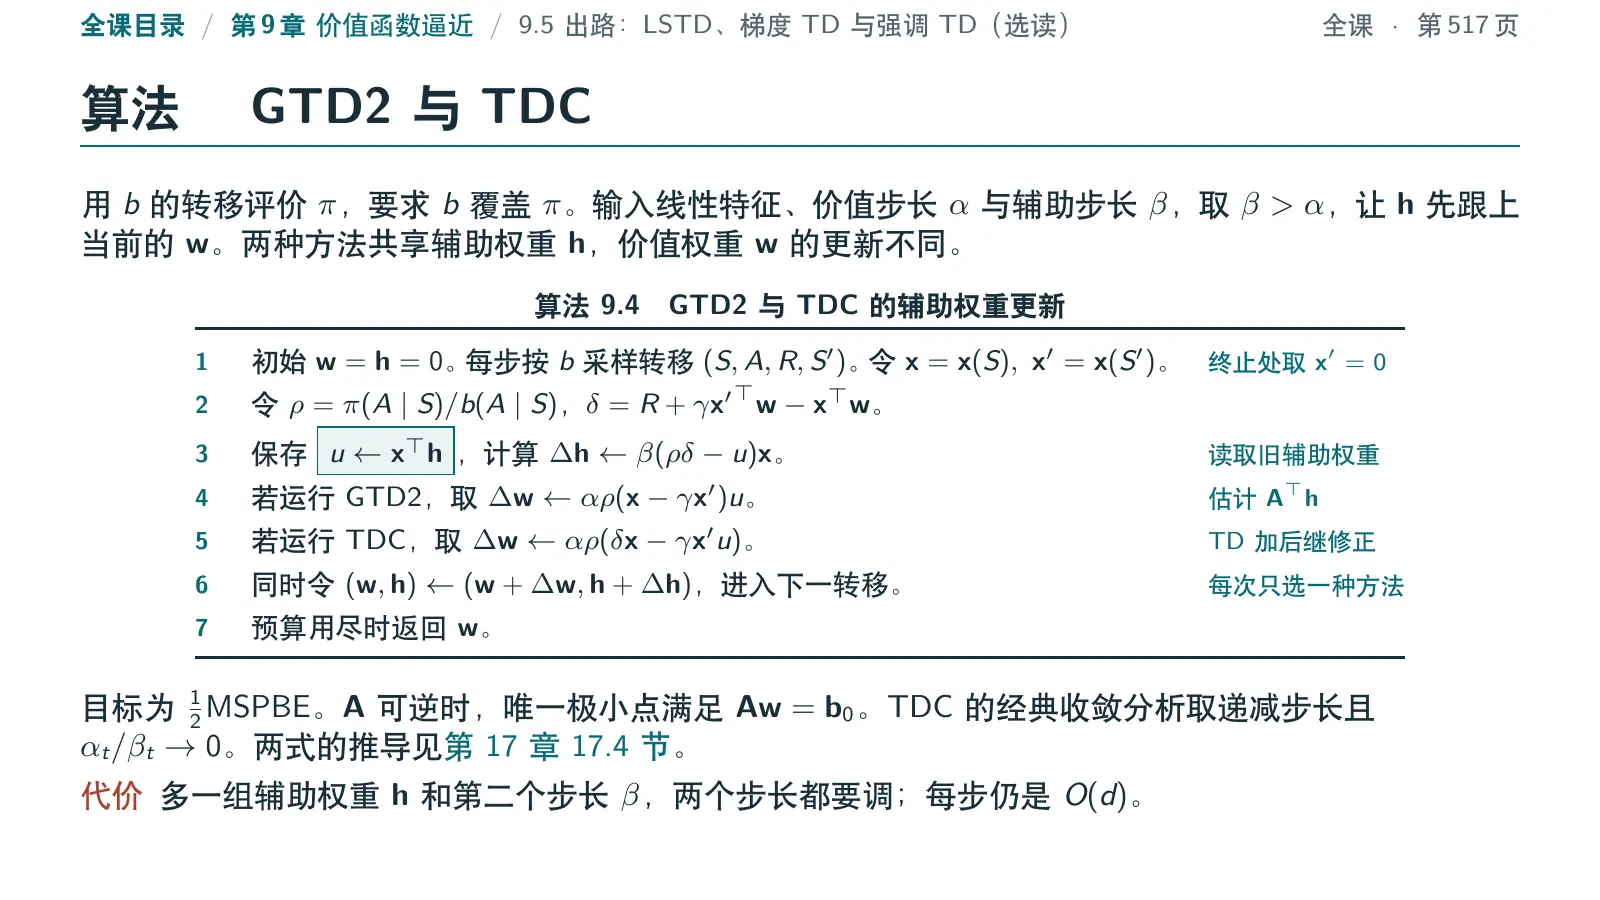 全课目录 / 第 9 章 价值函数逼近 / 9.5 出路：LSTD、梯度 TD 与强调 TD（选读）
全课 · 第 517 页
算法 GTD2 与 TDC
用 b 的转移评价 π，要求 b 覆盖 π。输入线性特征、价值步长 α 与辅助步长 β，取 β > α，让 h 先跟上
当前的 w。两种方法共享辅助权重 h，价值权重 w 的更新不同。
算法 9.4 GTD2 与 TDC 的辅助权重更新
1 初始 w = h = 0。每步按 b 采样转移 (S, A, R, S′)。令 x = x(S), x′ = x(S′)。 终止处取 x′ = 0
2 令 ρ = π(A | S)/b(A | S)，δ = R + γx′⊤w − x⊤w。
3 保存 u ← x⊤h，计算 Δh ← β(ρδ − u)x。 读取旧辅助权重
4 若运行 GTD2，取 Δw ← αρ(x − γx′)u。 估计 A⊤h
5 若运行 TDC，取 Δw ← αρ(δx − γx′u)。 TD 加后继修正
6 同时令 (w, h) ← (w + Δw, h + Δh)，进入下一转移。 每次只选一种方法
7 预算用尽时返回 w。
目标为 ½MSPBE。A 可逆时，唯一极小点满足 Aw = b₀。TDC 的经典收敛分析取递减步长且
αₜ/βₜ → 0。两式的推导见第 17 章 17.4 节。
代价 多一组辅助权重 h 和第二个步长 β，两个步长都要调；每步仍是 O(d)。